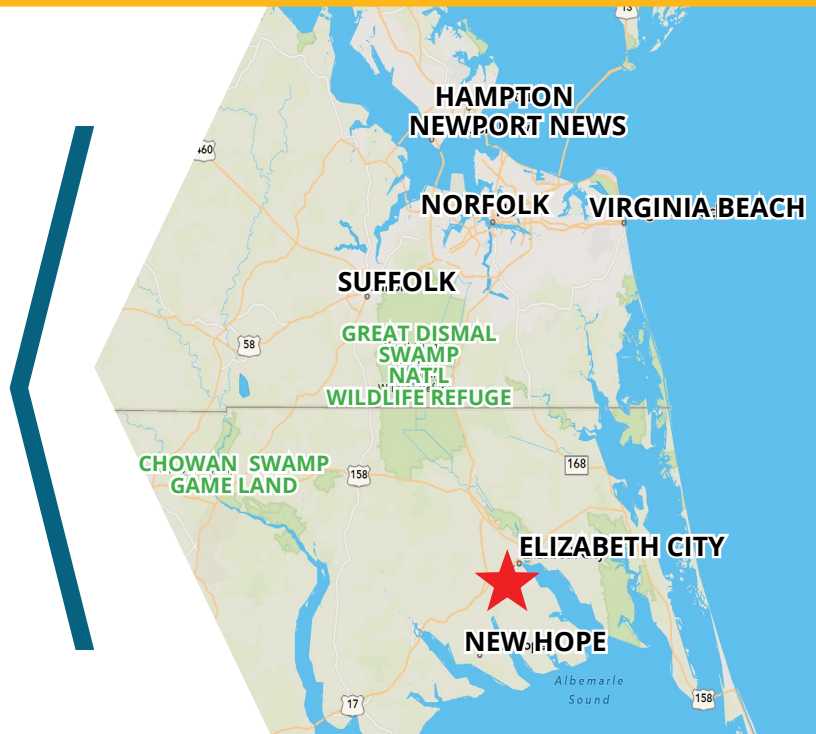 13
HAMPTON
NEWPORT NEWS
460
NORFOLK
VIRGINIA BEACH
SUFFOLK
58
GREAT DISMAL
SWAMP
NAT'L
WILDLIFE REFUGE
CHOWAN SWAMP
GAME LAND
158
168
ELIZABETH CITY
NEW HOPE
Albemarle
Sound
17
158